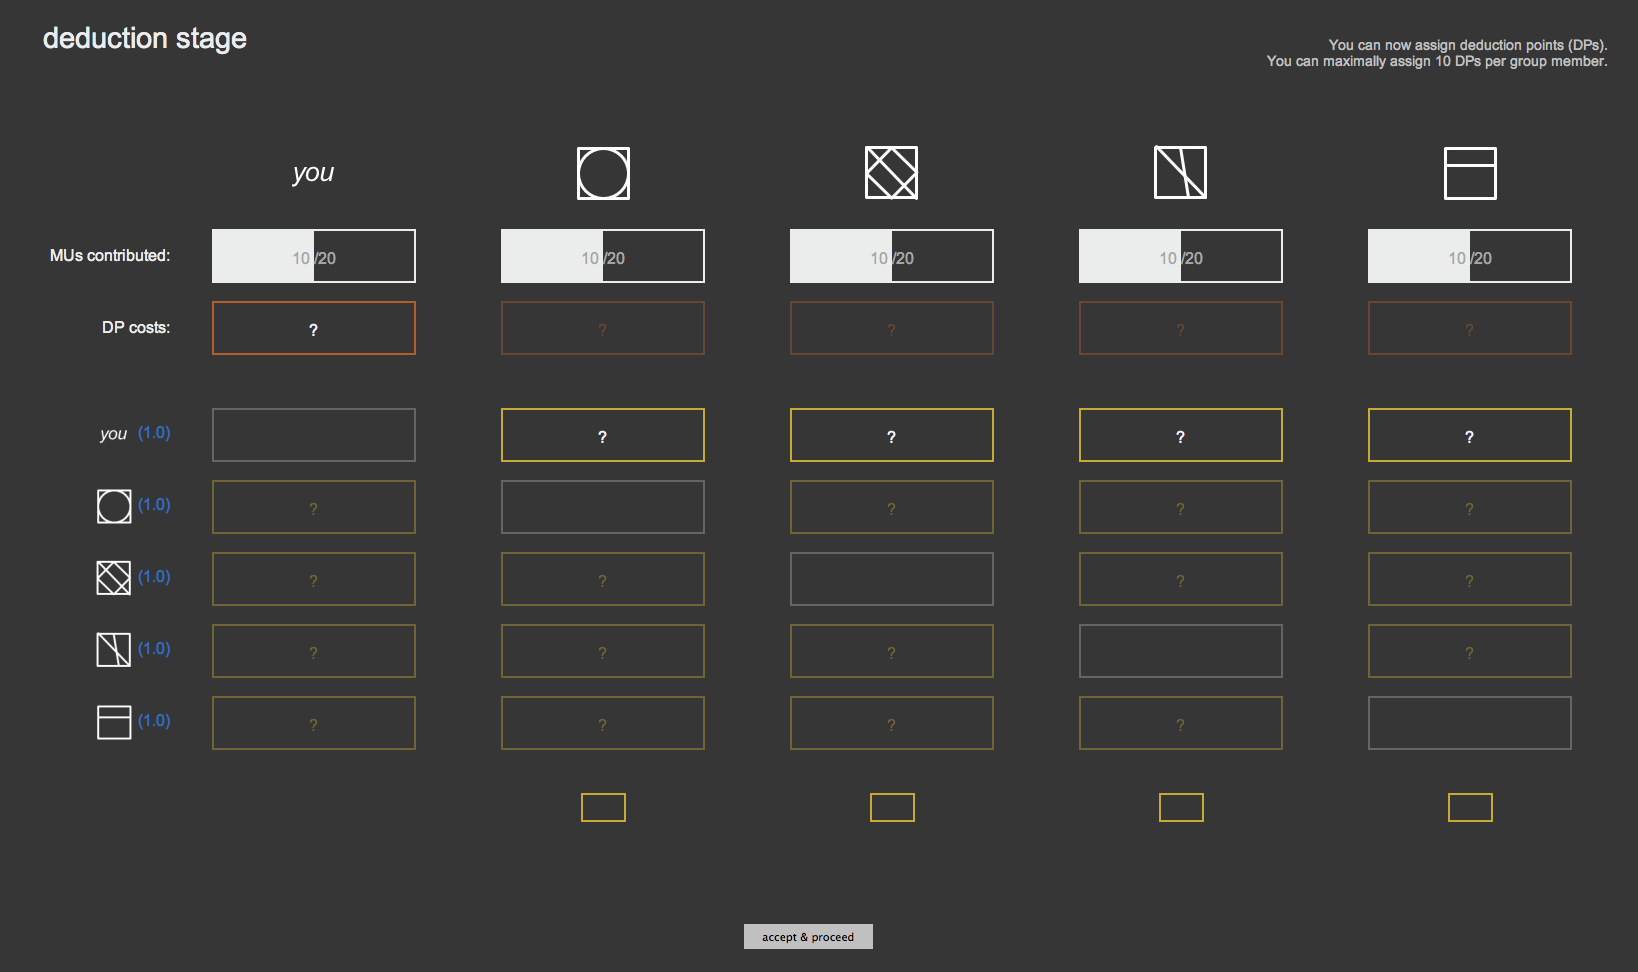 deduction stage
You can now assign deduction points (DPs).
You can maximally assign 10 DPs per group member.
you
MUs contributed: 10 /20 10 /20 10 /20 10 /20 10 /20
DP costs: ? ? ? ? ?
you (1.0) ? ? ? ?
(1.0) ? ? ? ?
(1.0) ? ? ? ?
(1.0) ? ? ? ?
(1.0) ? ? ? ?
accept & proceed